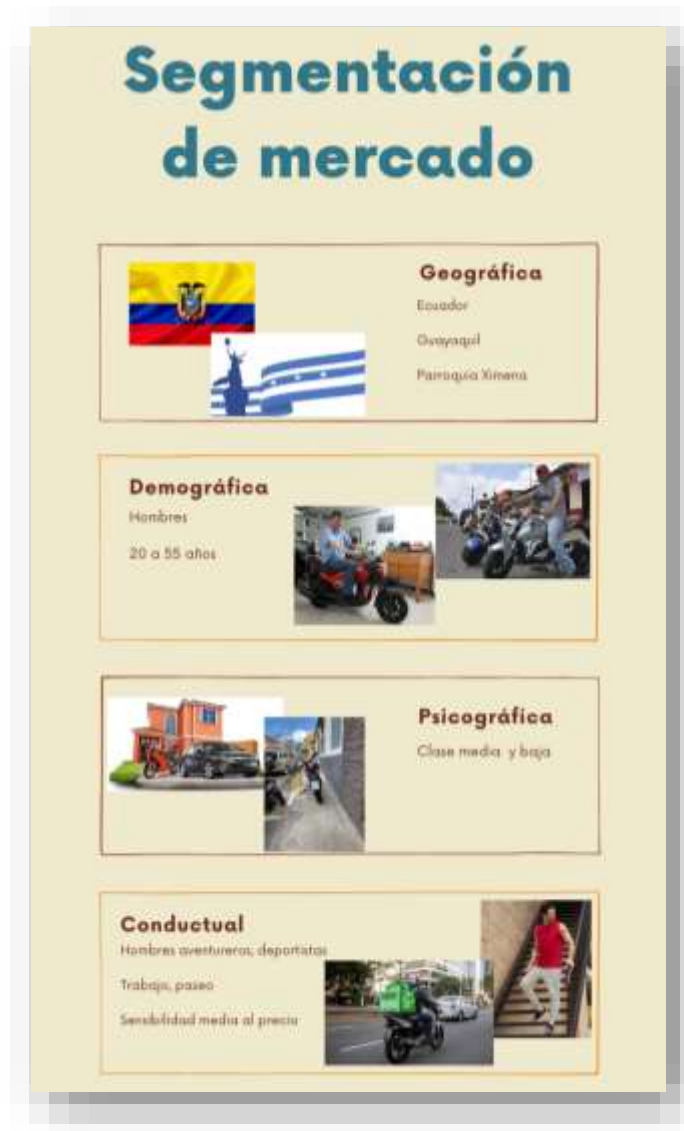 Segmentación
de mercado
Geográfica
Ecuador
Guayaquil
Parroquia Ximena
Demográfica
Hombres
20 a 55 años
Psicográfica
Clase media y baja
Conductual
Hombres aventureros, deportistas
Trabajo, paseo
Sensibilidad media al precio